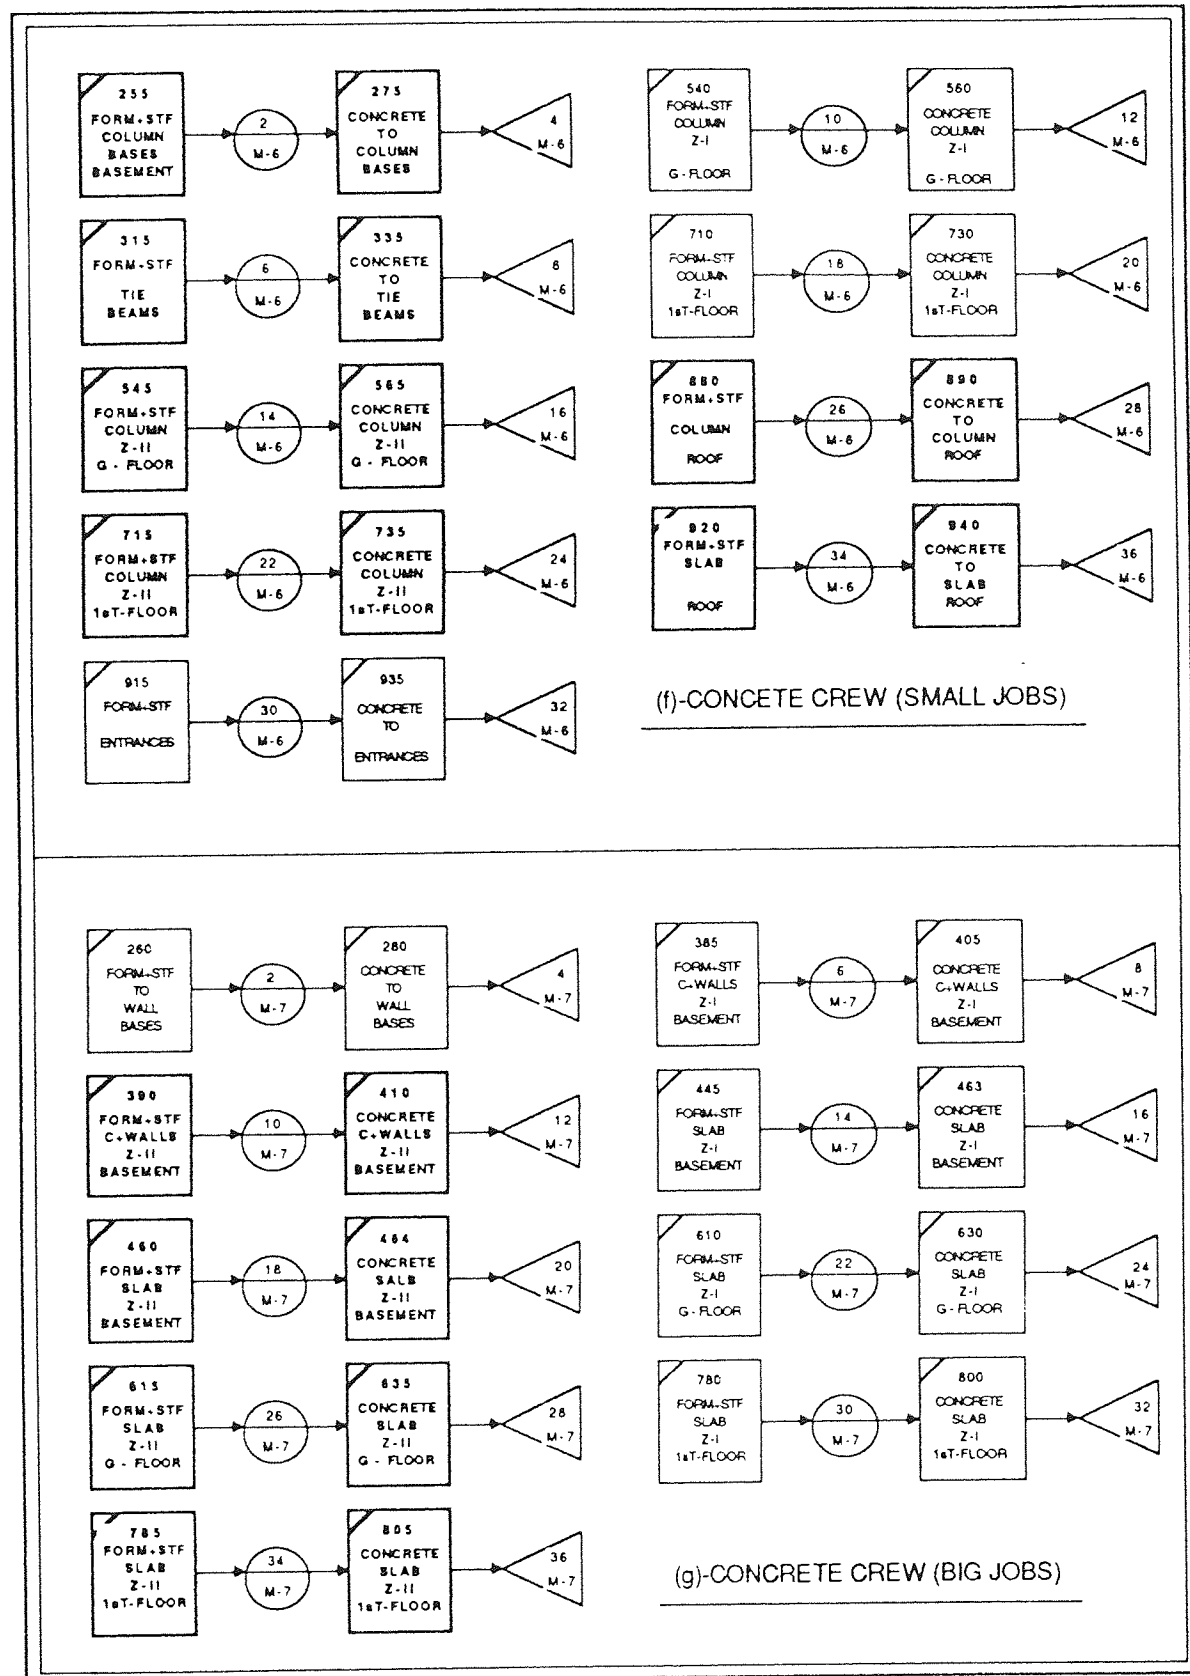 255
FORM+STF
COLUMN
BASES
BASEMENT
2
M-6
275
CONCRETE
TO
COLUMN
BASES
4
M-6
540
FORM+STF
COLUMN
Z-I
G-FLOOR
10
M-6
560
CONCRETE
COLUMN
Z-I
G-FLOOR
12
M-6
315
FORM+STF
TIE
BEAMS
6
M-6
335
CONCRETE
TO
TIE
BEAMS
8
M-6
710
FORM+STF
COLUMN
Z-I
1sT-FLOOR
18
M-6
730
CONCRETE
COLUMN
Z-I
1sT-FLOOR
20
M-6
545
FORM+STF
COLUMN
Z-II
G - FLOOR
14
M-6
565
CONCRETE
COLUMN
Z-II
G - FLOOR
16
M-6
880
FORM+STF
COLUMN
ROOF
26
M-6
890
CONCRETE
TO
COLUMN
ROOF
28
M-6
715
FORM+STF
COLUMN
Z-II
1sT-FLOOR
22
M-6
735
CONCRETE
COLUMN
Z-II
1sT-FLOOR
24
M-6
920
FORM+STF
SLAB
ROOF
34
M-6
940
CONCRETE
TO
SLAB
ROOF
36
M-6
915
FORM+STF
ENTRANCES
30
M-6
935
CONCRETE
TO
ENTRANCES
32
M-6
(f)-CONCETE CREW (SMALL JOBS)
260
FORM+STF
TO
WALL
BASES
2
M-7
280
CONCRETE
TO
WALL
BASES
4
M-7
385
FORM+STF
C+WALLS
Z-I
BASEMENT
6
M-7
405
CONCRETE
C+WALLS
Z-I
BASEMENT
8
M-7
390
FORM+STF
C+WALLS
Z-II
BASEMENT
10
M-7
410
CONCRETE
C+WALLS
Z-II
BASEMENT
12
M-7
445
FORM+STF
SLAB
Z-I
BASEMENT
14
M-7
463
CONCRETE
SLAB
Z-I
BASEMENT
16
M-7
460
FORM+STF
SLAB
Z-II
BASEMENT
18
M-7
464
CONCRETE
SALB
Z-II
BASEMENT
20
M-7
610
FORM+STF
SLAB
Z-I
G-FLOOR
22
M-7
630
CONCRETE
SLAB
Z-I
G-FLOOR
24
M-7
615
FORM+STF
SLAB
Z-II
G - FLOOR
26
M-7
635
CONCRETE
SLAB
Z-II
G - FLOOR
28
M-7
780
FORM+STF
SLAB
Z-I
1sT-FLOOR
30
M-7
800
CONCRETE
SLAB
Z-I
1sT-FLOOR
32
M-7
785
FORM+STF
SLAB
Z-II
1sT-FLOOR
34
M-7
805
CONCRETE
SLAB
Z-II
1sT-FLOOR
36
M-7
(g)-CONCRETE CREW (BIG JOBS)